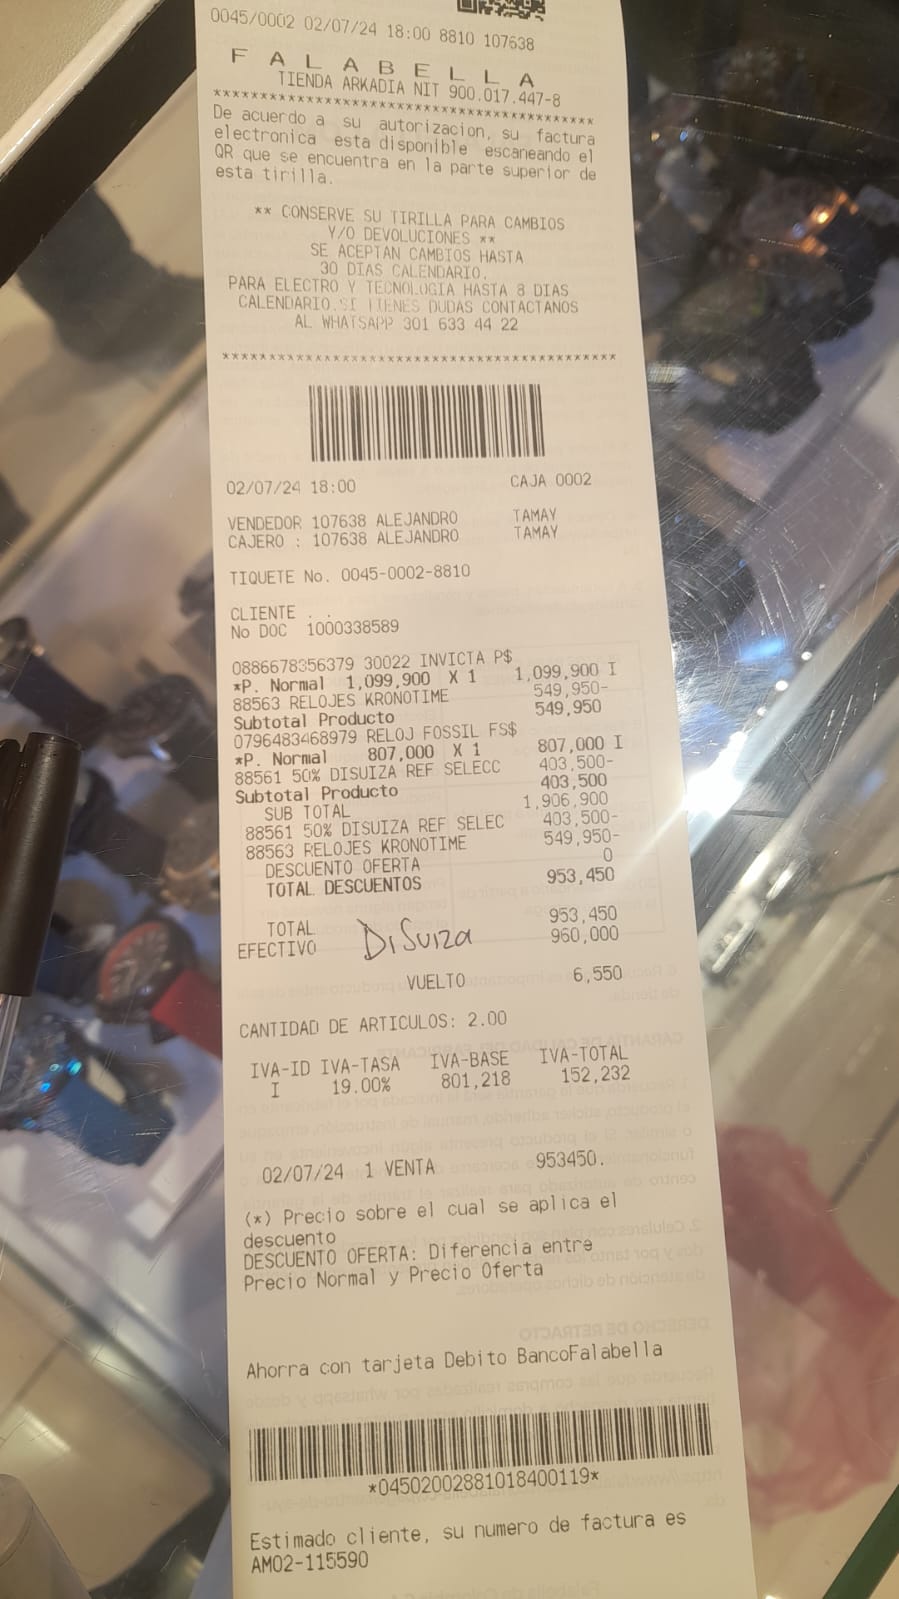 0045/0002 02/07/24 18:00 8810 107638
F A L A B E L L A
TIENDA ARKADIA NIT 900.017.447-8
******************************************
De acuerdo a su autorizacion, su factura
electronica esta disponible escaneando el
QR que se encuentra en la parte superior de
esta tirilla.
** CONSERVE SU TIRILLA PARA CAMBIOS
Y/O DEVOLUCIONES **
SE ACEPTAN CAMBIOS HASTA
30 DIAS CALENDARIO.
PARA ELECTRO Y TECNOLOGIA HASTA 8 DIAS
CALENDARIO.SI TIENES DUDAS CONTACTANOS
AL WHATSAPP 301 633 44 22
******************************************
02/07/24 18:00 CAJA 0002
VENDEDOR 107638 ALEJANDRO TAMAY
CAJERO : 107638 ALEJANDRO TAMAY
TIQUETE No. 0045-0002-8810
CLIENTE . .
No DOC 1000338589
0886678356379 30022 INVICTA P$
*P. Normal 1,099,900 X 1 1,099,900 I
88563 RELOJES KRONOTIME 549,950-
Subtotal Producto 549,950
0796483468979 RELOJ FOSSIL FS$
*P. Normal 807,000 X 1 807,000 I
88561 50% DISUIZA REF SELECC 403,500-
Subtotal Producto 403,500
SUB TOTAL 1,906,900
88561 50% DISUIZA REF SELEC 403,500-
88563 RELOJES KRONOTIME 549,950-
DESCUENTO OFERTA 0
TOTAL DESCUENTOS 953,450
TOTAL 953,450
EFECTIVO 960,000
DiSuiza
VUELTO 6,550
CANTIDAD DE ARTICULOS: 2.00
IVA-ID IVA-TASA IVA-BASE IVA-TOTAL
I 19.00% 801,218 152,232
02/07/24 1 VENTA 953450.
(*) Precio sobre el cual se aplica el
descuento
DESCUENTO OFERTA: Diferencia entre
Precio Normal y Precio Oferta
Ahorra con tarjeta Debito BancoFalabella
*04502002881018400119*
Estimado cliente, su numero de factura es
AM02-115590